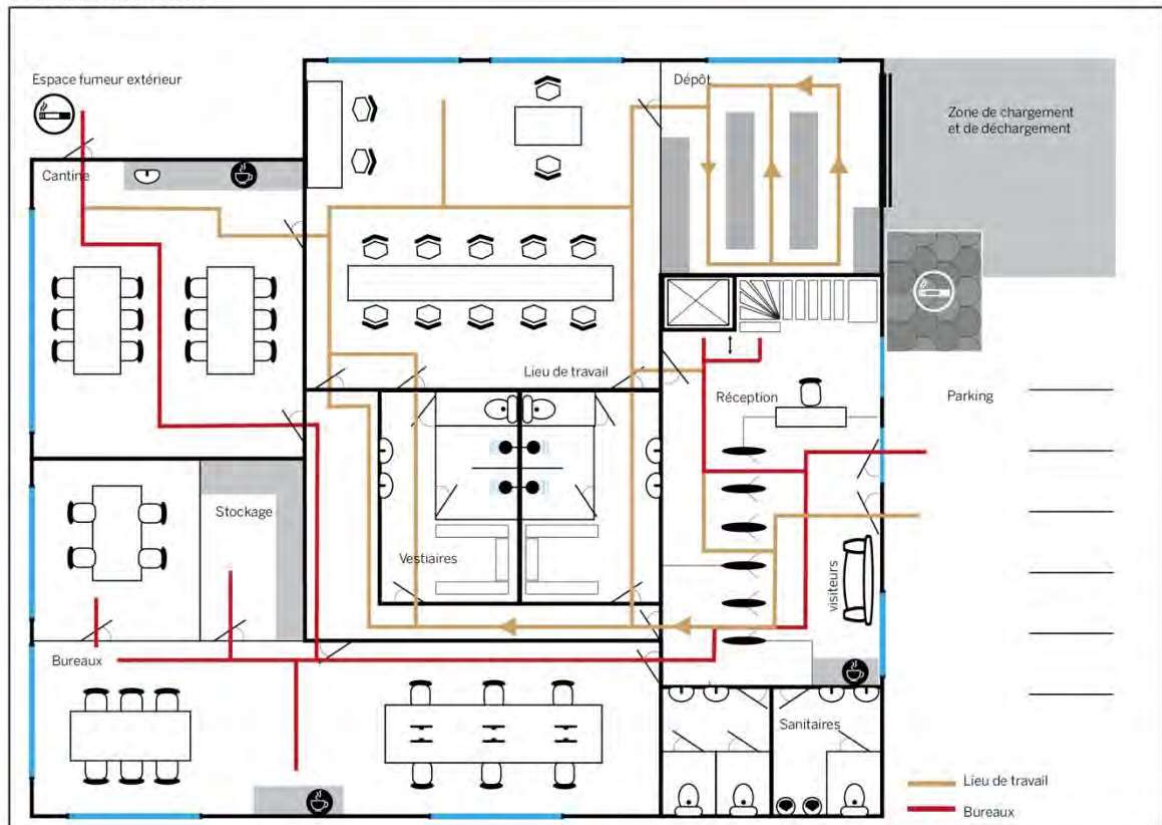 Espace fumeur extérieur
Dépôt
Zone de chargement
et de déchargement
Cantine
Lieu de travail
Réception
Parking
Stockage
Vestiaires
visiteurs
Bureaux
Sanitaires
Lieu de travail
Bureaux